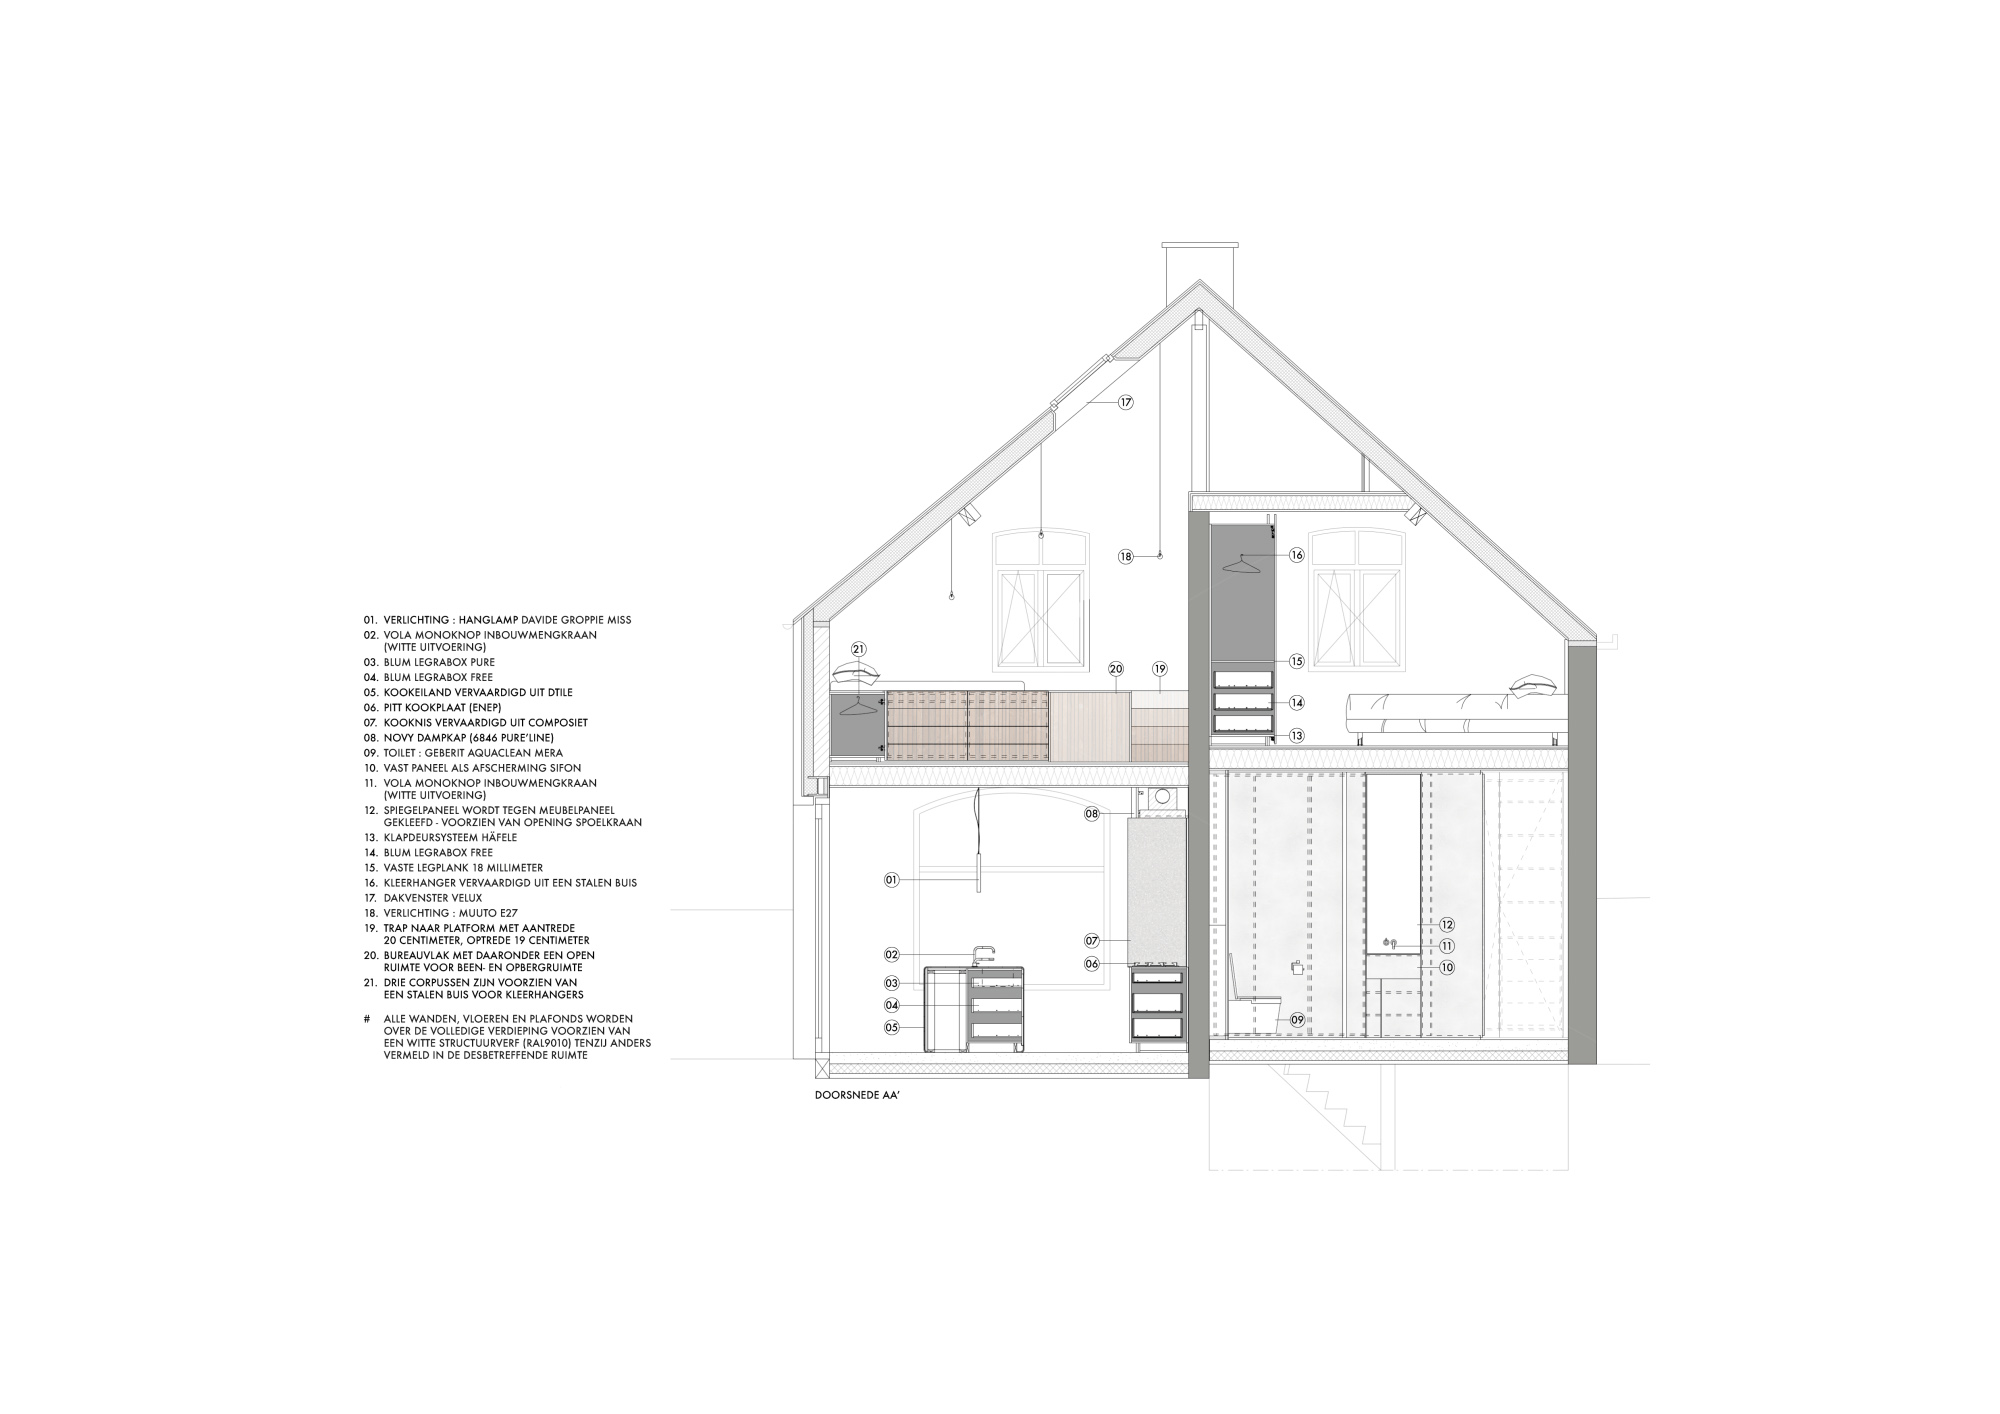 01. VERLICHTING : HANGLAMP DAVIDE GROPPIE MISS
02. VOLA MONOKNOP INBOUWMENGKRAAN
(WITTE UITVOERING)
03. BLUM LEGRABOX PURE
04. BLUM LEGRABOX FREE
05. KOOKEILAND VERVAARDIGD UIT DTILE
06. PITT KOOKPLAAT (ENEP)
07. KOOKNIS VERVAARDIGD UIT COMPOSIET
08. NOVY DAMPKAP (6846 PURE'LINE)
09. TOILET : GEBERIT AQUACLEAN MERA
10. VAST PANEEL ALS AFSCHERMING SIFON
11. VOLA MONOKNOP INBOUWMENGKRAAN
(WITTE UITVOERING)
12. SPIEGELPANEEL WORDT TEGEN MEUBELPANEEL
GEKLEEFD - VOORZIEN VAN OPENING SPOELKRAAN
13. KLAPDEURSYSTEEM HÄFELE
14. BLUM LEGRABOX FREE
15. VASTE LEGPLANK 18 MILLIMETER
16. KLEERHANGER VERVAARDIGD UIT EEN STALEN BUIS
17. DAKVENSTER VELUX
18. VERLICHTING : MUUTO E27
19. TRAP NAAR PLATFORM MET AANTREDE
20 CENTIMETER, OPTREDE 19 CENTIMETER
20. BUREAUVLAK MET DAARONDER EEN OPEN
RUIMTE VOOR BEEN- EN OPBERGRUIMTE
21. DRIE CORPUSSEN ZIJN VOORZIEN VAN
EEN STALEN BUIS VOOR KLEERHANGERS
# ALLE WANDEN, VLOEREN EN PLAFONDS WORDEN
OVER DE VOLLEDIGE VERDIEPING VOORZIEN VAN
EEN WITTE STRUCTUURVERF (RAL9010) TENZIJ ANDERS
VERMELD IN DE DESBETREFFENDE RUIMTE
17
18
16
21
20
19
15
14
13
08
01
07
02
06
03
04
05
12
11
10
09
DOORSNEDE AA'